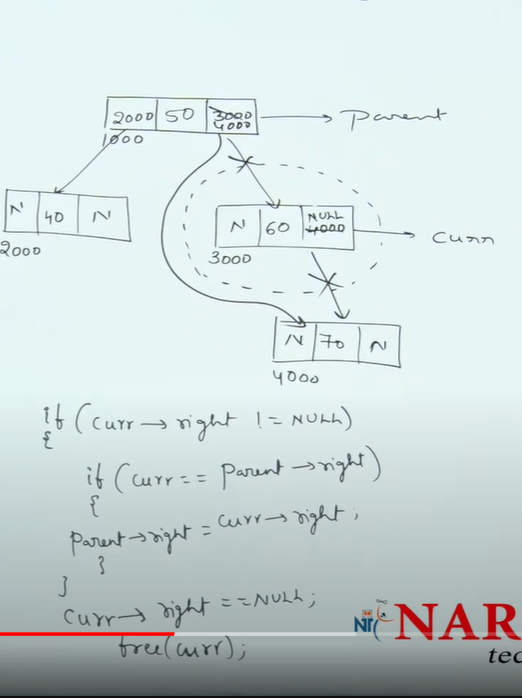 2000 50 3000
4000
1000
Parent
N 40 N
2000
N 60 NULL
4000
3000
curr
N 70 N
4000
if (curr → right != NULL)
{
if (curr == Parent → right)
{
Parent → right = curr → right;
}
}
curr → right == NULL;
free(curr);
NT
NAR
tec